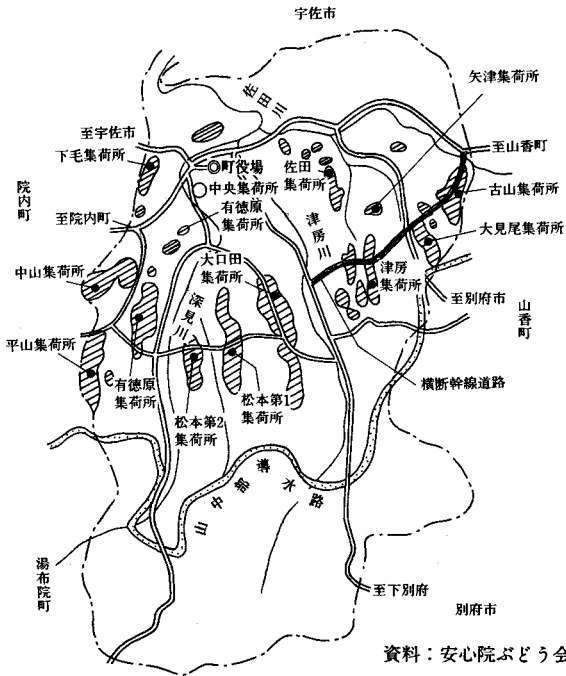 宇佐市
佐田川
矢津集荷所
至宇佐市
下毛集荷所
◎町役場
佐田
集荷所
至山香町
中央集荷所
古山集荷所
院内町
有徳原
集荷所
津房川
至院内町
大見尾集荷所
大口田
集荷所
津房
集荷所
中山集荷所
深見川
至別府市
山香町
平山集荷所
有徳原
集荷所
横断幹線道路
松本第1
集荷所
松本第2
集荷所
山中部導水路
湯布院町
至下別府
別府市
資料：安心院ぶどう会